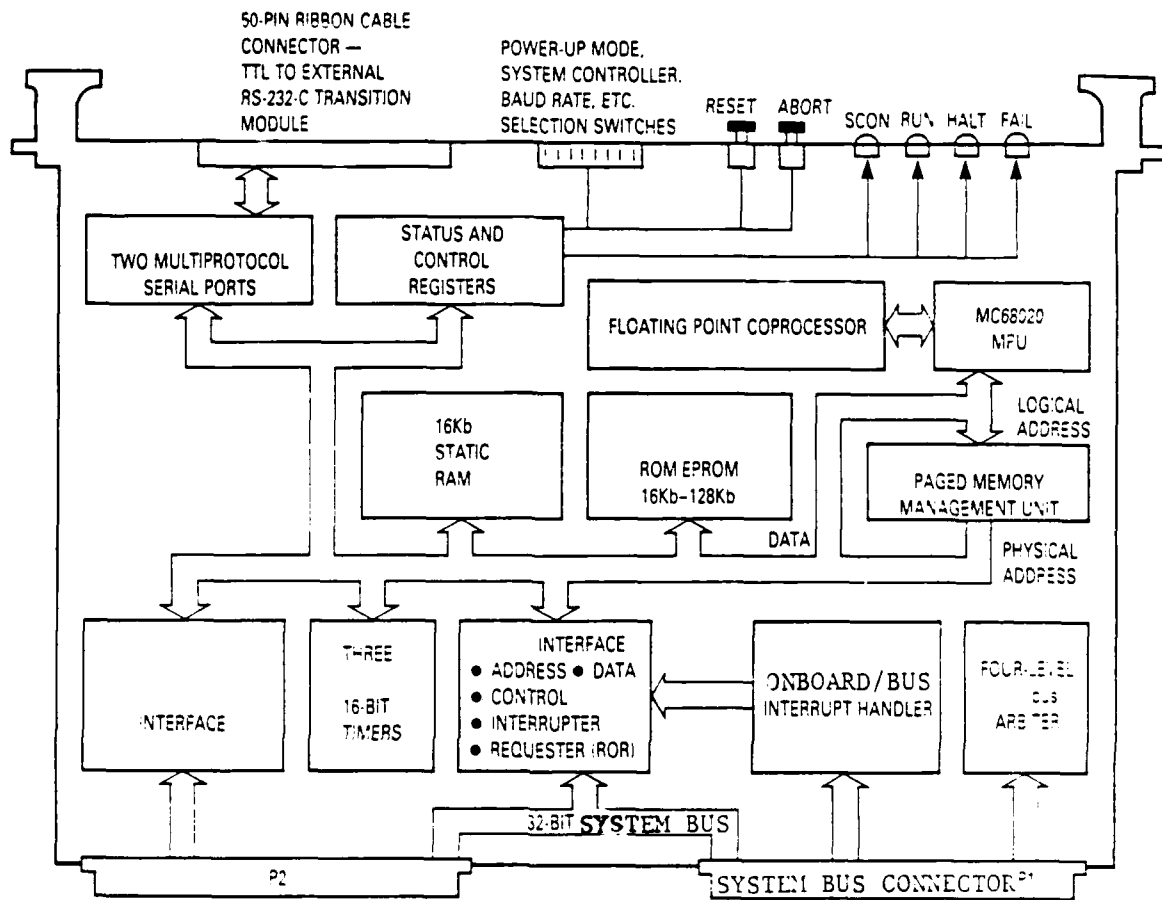 50-PIN RIBBON CABLE
CONNECTOR —
TTL TO EXTERNAL
RS-232-C TRANSITION
MODULE
POWER-UP MODE,
SYSTEM CONTROLLER,
BAUD RATE, ETC.
SELECTION SWITCHES
RESET
ABORT
SCON
RUN
HALT
FAIL
TWO MULTIPROTOCOL
SERIAL PORTS
STATUS AND
CONTROL
REGISTERS
FLOATING POINT COPROCESSOR
MC68020
MPU
LOGICAL
ADDRESS
16Kb
STATIC
RAM
ROM EPROM
16Kb–128Kb
PAGED MEMORY
MANAGEMENT UNIT
DATA
PHYSICAL
ADDRESS
INTERFACE
THREE
16-BIT
TIMERS
INTERFACE
● ADDRESS ● DATA
● CONTROL
● INTERRUPTER
● REQUESTER (ROR)
ONBOARD/BUS
INTERRUPT HANDLER
FOUR-LEVEL
BUS
ARBITER
32-BIT SYSTEM BUS
P2
SYSTEM BUS CONNECTOR P1